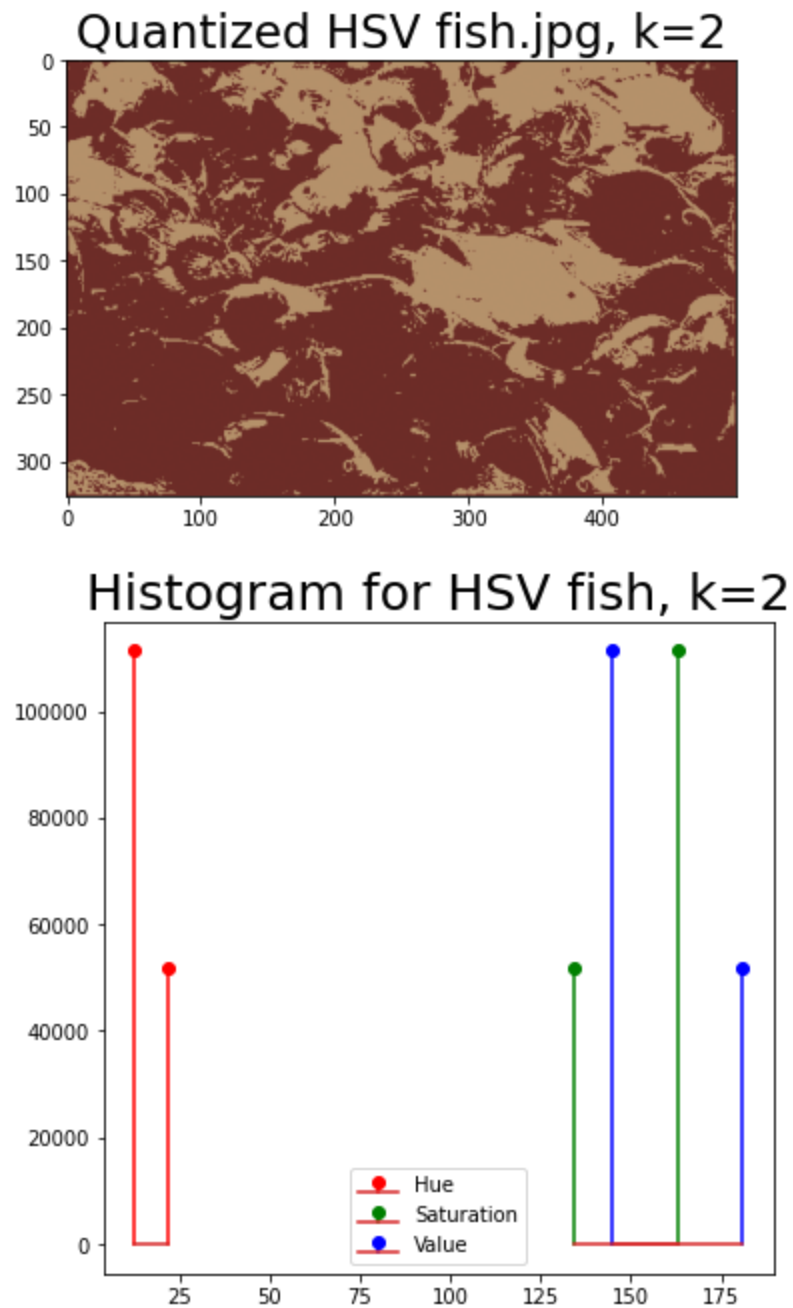 Quantized HSV fish.jpg, k=2
0
50
100
150
200
250
300
0 100 200 300 400
Histogram for HSV fish, k=2
100000
80000
60000
40000
20000
0
Hue
Saturation
Value
25 50 75 100 125 150 175